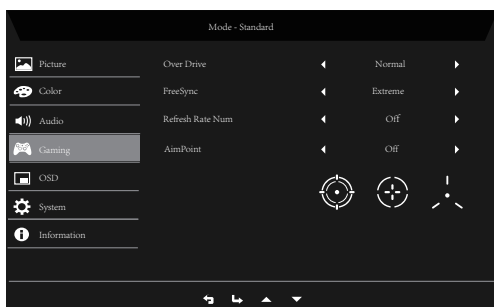 Mode - Standard
Picture
Over Drive Normal
Color
FreeSync Extreme
Audio
Refresh Rate Num Off
Gaming
AimPoint Off
OSD
System
Information